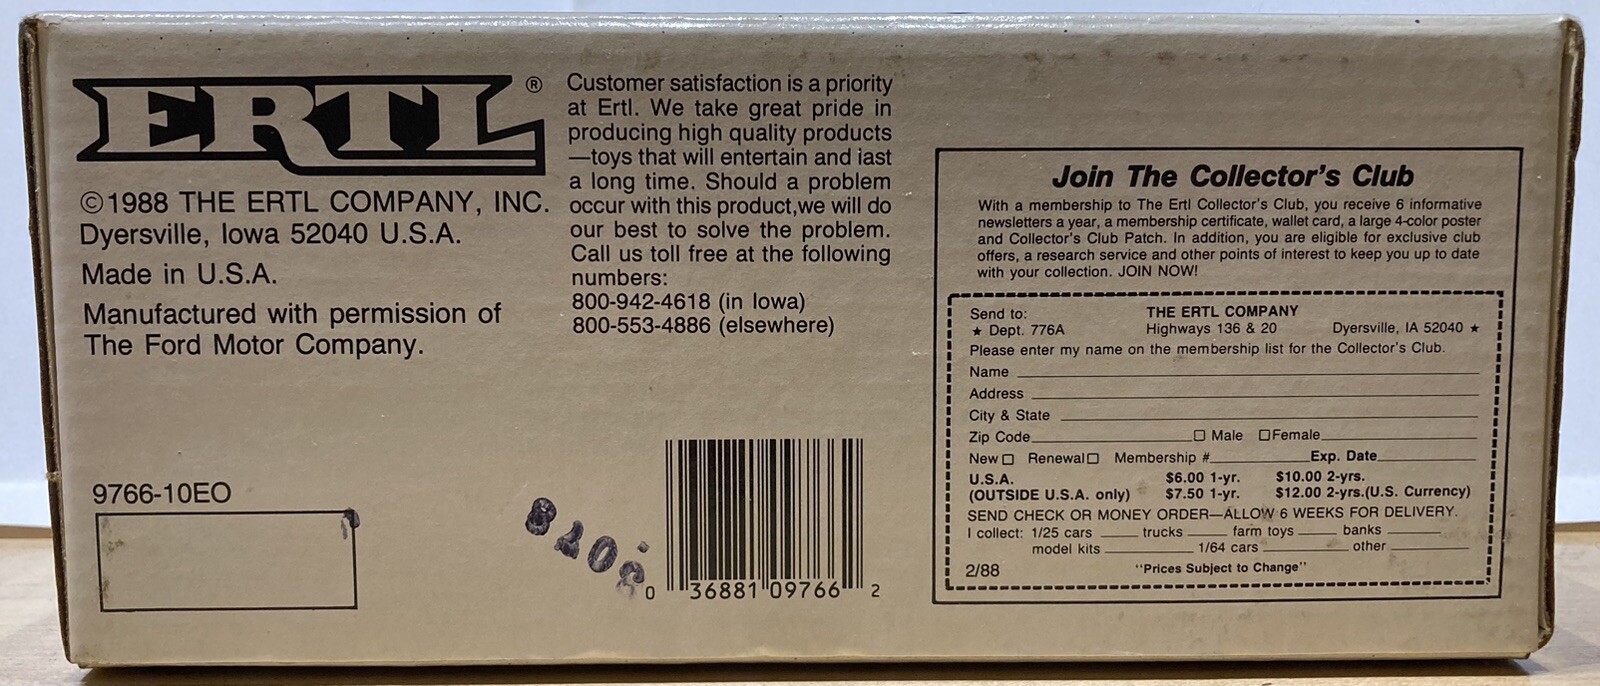 ERTL®
©1988 THE ERTL COMPANY, INC.
Dyersville, Iowa 52040 U.S.A.
Made in U.S.A.
Manufactured with permission of
The Ford Motor Company.
9766-10EO
Customer satisfaction is a priority
at Ertl. We take great pride in
producing high quality products
—toys that will entertain and iast
a long time. Should a problem
occur with this product,we will do
our best to solve the problem.
Call us toll free at the following
numbers:
800-942-4618 (in Iowa)
800-553-4886 (elsewhere)
0 36881 09766 2
Join The Collector's Club
With a membership to The Ertl Collector's Club, you receive 6 informative
newsletters a year, a membership certificate, wallet card, a large 4-color poster
and Collector's Club Patch. In addition, you are eligible for exclusive club
offers, a research service and other points of interest to keep you up to date
with your collection. JOIN NOW!
Send to: THE ERTL COMPANY
★ Dept. 776A Highways 136 & 20 Dyersville, IA 52040 ★
Please enter my name on the membership list for the Collector's Club.
Name
Address
City & State
Zip Code □ Male □Female
New□ Renewal□ Membership # Exp. Date
U.S.A. $6.00 1-yr. $10.00 2-yrs.
(OUTSIDE U.S.A. only) $7.50 1-yr. $12.00 2-yrs.(U.S. Currency)
SEND CHECK OR MONEY ORDER—ALLOW 6 WEEKS FOR DELIVERY.
I collect: 1/25 cars trucks farm toys banks
model kits 1/64 cars other
2/88 "Prices Subject to Change"